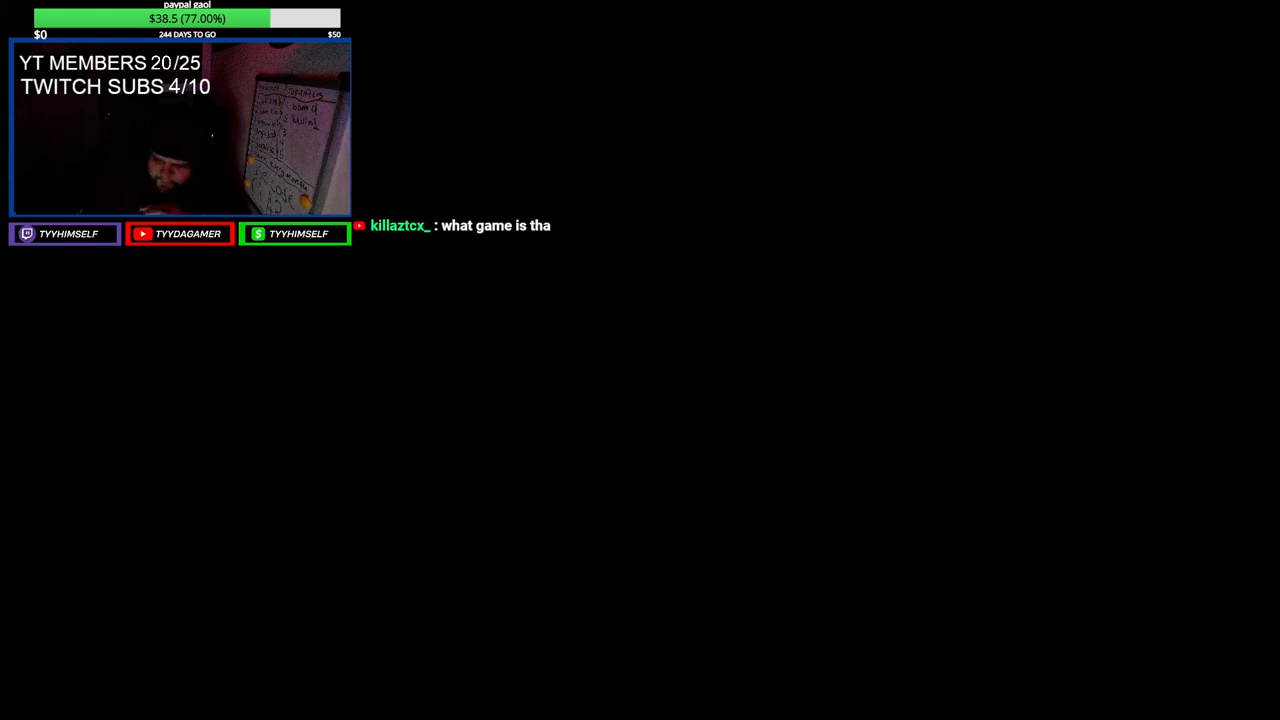 paypal gaol
$38.5 (77.00%)
$0 244 DAYS TO GO $50
YT MEMBERS 20/25
TWITCH SUBS 4/10
TYYHIMSELF TYYDAGAMER TYYHIMSELF
killaztcx_ : what game is tha